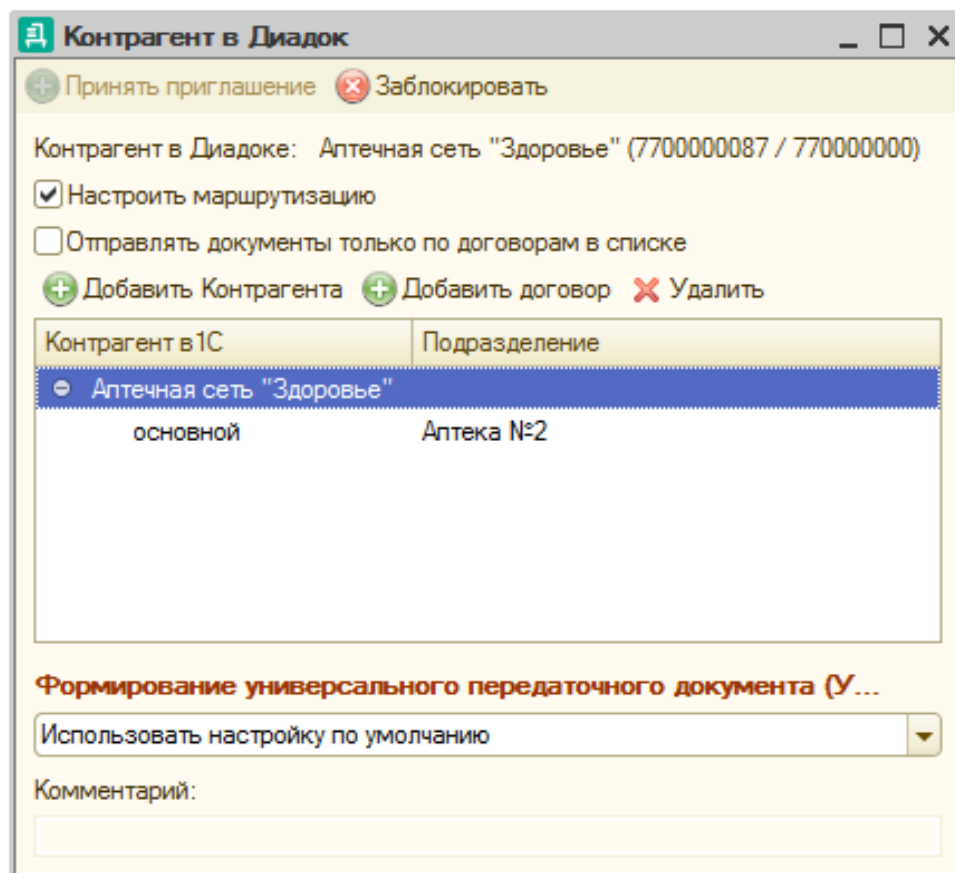 Контрагент в Диадок
Принять приглашение Заблокировать
Контрагент в Диадоке: Аптечная сеть "Здоровье" (7700000087 / 770000000)
Настроить маршрутизацию
Отправлять документы только по договорам в списке
Добавить Контрагента Добавить договор Удалить
Контрагент в 1С Подразделение
Аптечная сеть "Здоровье"
основной Аптека №2
Формирование универсального передаточного документа (У...
Использовать настройку по умолчанию
Комментарий: